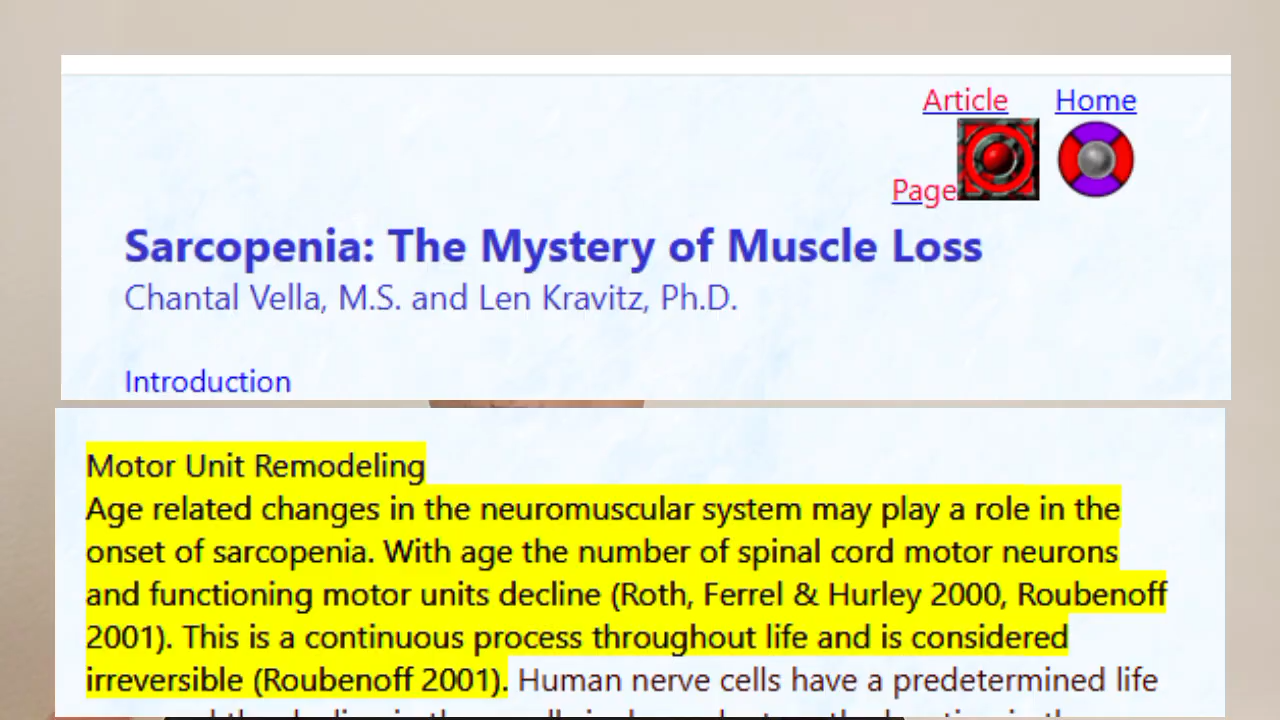 Article Home
Page
Sarcopenia: The Mystery of Muscle Loss
Chantal Vella, M.S. and Len Kravitz, Ph.D.
Introduction
Motor Unit Remodeling
Age related changes in the neuromuscular system may play a role in the
onset of sarcopenia. With age the number of spinal cord motor neurons
and functioning motor units decline (Roth, Ferrel & Hurley 2000, Roubenoff
2001). This is a continuous process throughout life and is considered
irreversible (Roubenoff 2001). Human nerve cells have a predetermined life